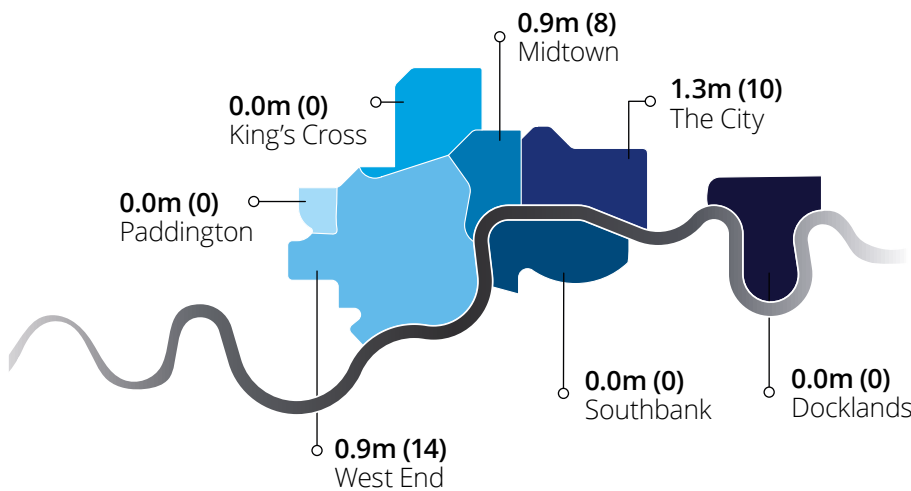 0.9m (8)
Midtown
0.0m (0)
King's Cross
1.3m (10)
The City
0.0m (0)
Paddington
0.0m (0)
Southbank
0.0m (0)
Docklands
0.9m (14)
West End